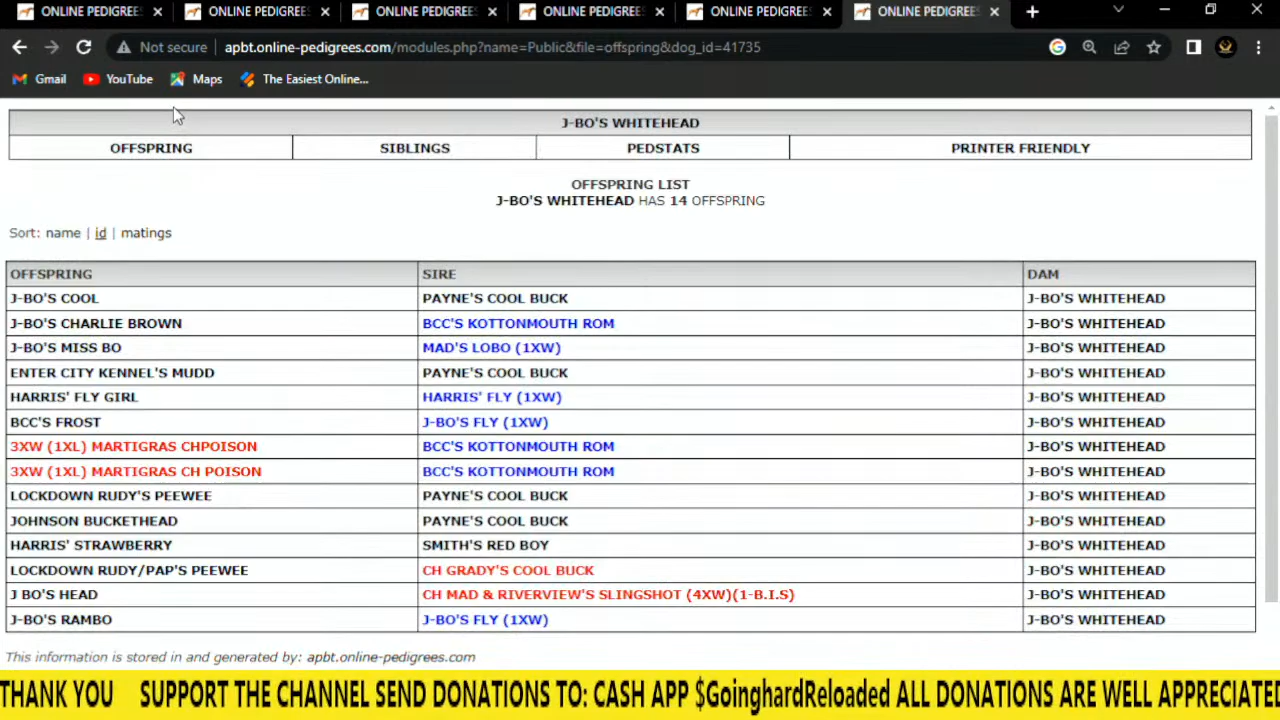 ONLINE PEDIGREES ONLINE PEDIGREES ONLINE PEDIGREES ONLINE PEDIGREES ONLINE PEDIGREES ONLINE PEDIGREES
Not secure apbt.online-pedigrees.com/modules.php?name=Public&file=offspring&dog_id=41735
Gmail YouTube Maps The Easiest Online...
J-BO'S WHITEHEAD
OFFSPRING SIBLINGS PEDSTATS PRINTER FRIENDLY
OFFSPRING LIST
J-BO'S WHITEHEAD HAS 14 OFFSPRING
Sort: name | id | matings
OFFSPRING SIRE DAM
J-BO'S COOL PAYNE'S COOL BUCK J-BO'S WHITEHEAD
J-BO'S CHARLIE BROWN BCC'S KOTTONMOUTH ROM J-BO'S WHITEHEAD
J-BO'S MISS BO MAD'S LOBO (1XW) J-BO'S WHITEHEAD
ENTER CITY KENNEL'S MUDD PAYNE'S COOL BUCK J-BO'S WHITEHEAD
HARRIS' FLY GIRL HARRIS' FLY (1XW) J-BO'S WHITEHEAD
BCC'S FROST J-BO'S FLY (1XW) J-BO'S WHITEHEAD
3XW (1XL) MARTIGRAS CHPOISON BCC'S KOTTONMOUTH ROM J-BO'S WHITEHEAD
3XW (1XL) MARTIGRAS CH POISON BCC'S KOTTONMOUTH ROM J-BO'S WHITEHEAD
LOCKDOWN RUDY'S PEEWEE PAYNE'S COOL BUCK J-BO'S WHITEHEAD
JOHNSON BUCKETHEAD PAYNE'S COOL BUCK J-BO'S WHITEHEAD
HARRIS' STRAWBERRY SMITH'S RED BOY J-BO'S WHITEHEAD
LOCKDOWN RUDY/PAP'S PEEWEE CH GRADY'S COOL BUCK J-BO'S WHITEHEAD
J BO'S HEAD CH MAD & RIVERVIEW'S SLINGSHOT (4XW)(1-B.I.S) J-BO'S WHITEHEAD
J-BO'S RAMBO J-BO'S FLY (1XW) J-BO'S WHITEHEAD
This information is stored in and generated by: apbt.online-pedigrees.com
THANK YOU SUPPORT THE CHANNEL SEND DONATIONS TO: CASH APP $GoinghardReloaded ALL DONATIONS ARE WELL APPRECIATED